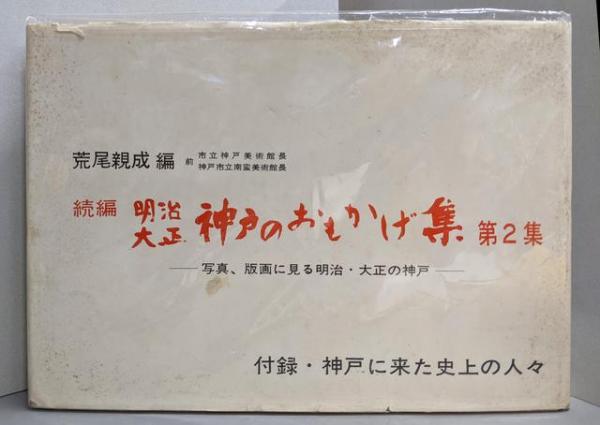 荒尾親成 編 前 市立神戸美術館長
神戸市立南蛮美術館長
続編 明治 大正 神戸のおもかげ集 第2集
──写真、版画に見る明治・大正の神戸──
付録・神戸に来た史上の人々